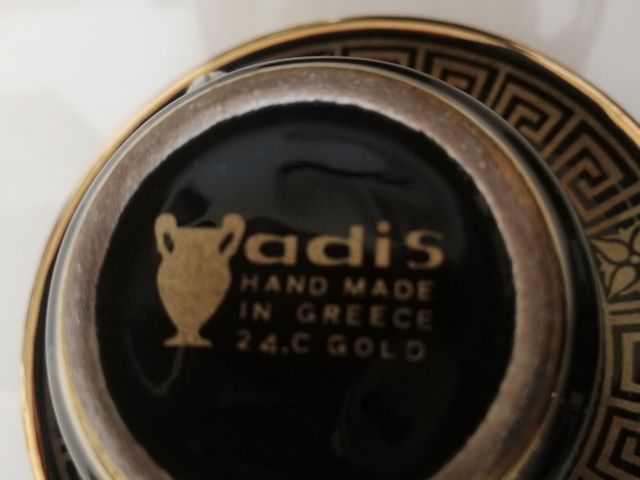 adis
HAND MADE
IN GREECE
24.C GOLD